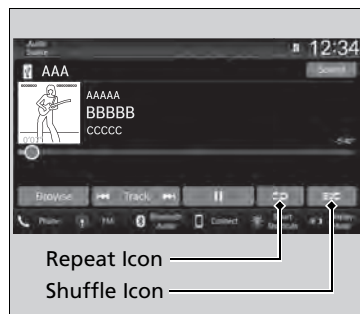 Audio
Source
12:34
AAA
Sound
AAAAA
BBBBB
CCCCC
Browse
Track
Phone
FM
Bluetooth
Audio
Connect
Repeat Icon
Shuffle Icon